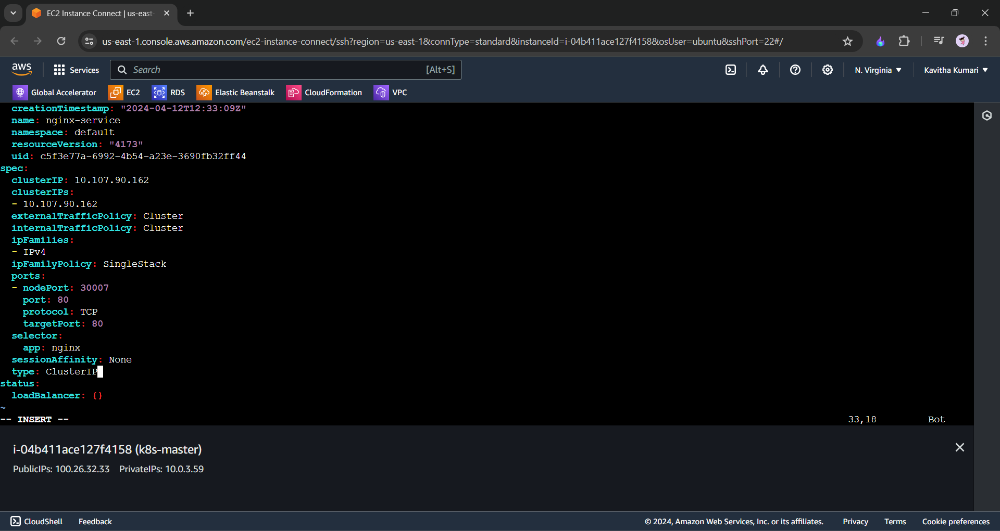 EC2 Instance Connect | us-east-
us-east-1.console.aws.amazon.com/ec2-instance-connect/ssh?region=us-east-1&connType=standard&instanceId=i-04b411ace127f4158&osUser=ubuntu&sshPort=22#/
aws Services Search [Alt+S] N. Virginia Kavitha Kumari
Global Accelerator EC2 RDS Elastic Beanstalk CloudFormation VPC
  creationTimestamp: "2024-04-12T12:33:09Z"
  name: nginx-service
  namespace: default
  resourceVersion: "4173"
  uid: c5f3e77a-6992-4b54-a23e-3690fb32ff44
spec:
  clusterIP: 10.107.90.162
  clusterIPs:
  - 10.107.90.162
  externalTrafficPolicy: Cluster
  internalTrafficPolicy: Cluster
  ipFamilies:
  - IPv4
  ipFamilyPolicy: SingleStack
  ports:
  - nodePort: 30007
    port: 80
    protocol: TCP
    targetPort: 80
  selector:
    app: nginx
  sessionAffinity: None
  type: ClusterIP
status:
  loadBalancer: {}
~
-- INSERT -- 33,18 Bot
i-04b411ace127f4158 (k8s-master)
PublicIPs: 100.26.32.33 PrivateIPs: 10.0.3.59
CloudShell Feedback © 2024, Amazon Web Services, Inc. or its affiliates. Privacy Terms Cookie preferences